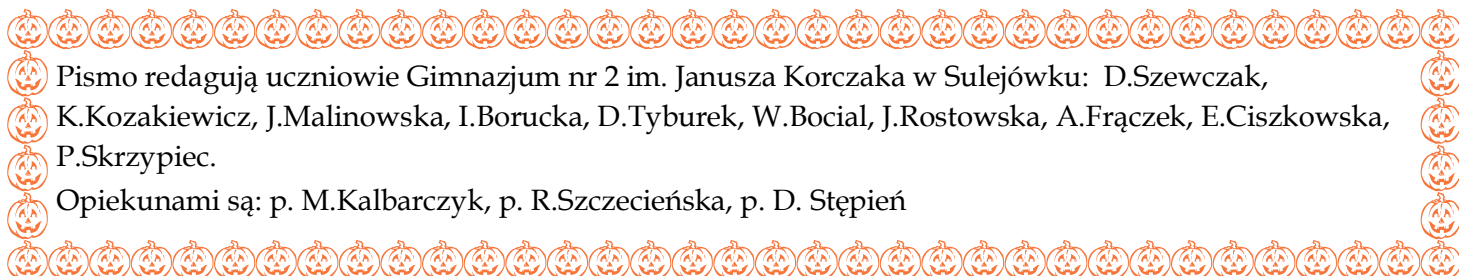 Pismo redagują uczniowie Gimnazjum nr 2 im. Janusza Korczaka w Sulejówku: D.Szewczak,
K.Kozakiewicz, J.Malinowska, I.Borucka, D.Tyburek, W.Bocial, J.Rostowska, A.Frączek, E.Ciszkowska,
P.Skrzypiec.
Opiekunami są: p. M.Kalbarczyk, p. R.Szczecieńska, p. D. Stępień